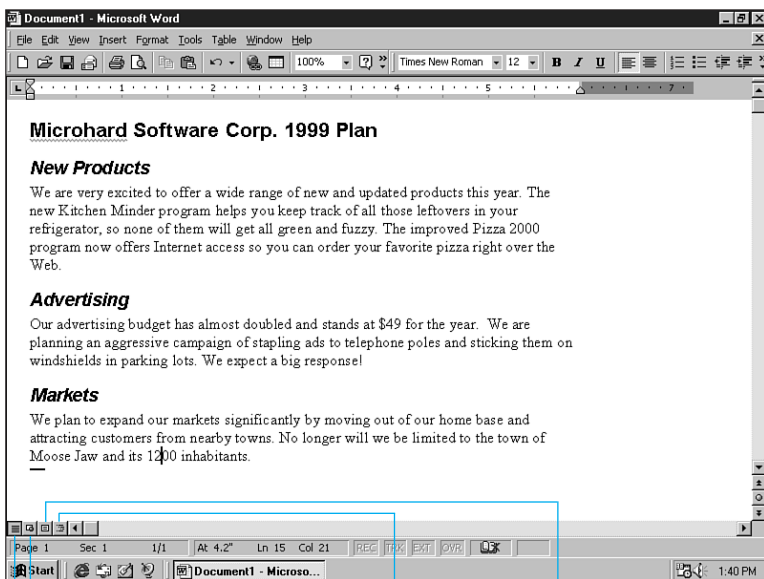 Document1 - Microsoft Word
File Edit View Insert Format Tools Table Window Help
100% Times New Roman 12 B I U
1 2 3 4 5 7
Microhard Software Corp. 1999 Plan
New Products
We are very excited to offer a wide range of new and updated products this year. The
new Kitchen Minder program helps you keep track of all those leftovers in your
refrigerator, so none of them will get all green and fuzzy. The improved Pizza 2000
program now offers Internet access so you can order your favorite pizza right over the
Web.
Advertising
Our advertising budget has almost doubled and stands at $49 for the year. We are
planning an aggressive campaign of stapling ads to telephone poles and sticking them on
windshields in parking lots. We expect a big response!
Markets
We plan to expand our markets significantly by moving out of our home base and
attracting customers from nearby towns. No longer will we be limited to the town of
Moose Jaw and its 1200 inhabitants.
Page 1 Sec 1 1/1 At 4.2" Ln 15 Col 21 REC TRK EXT OVR
Start Document1 - Microso... 1:40 PM